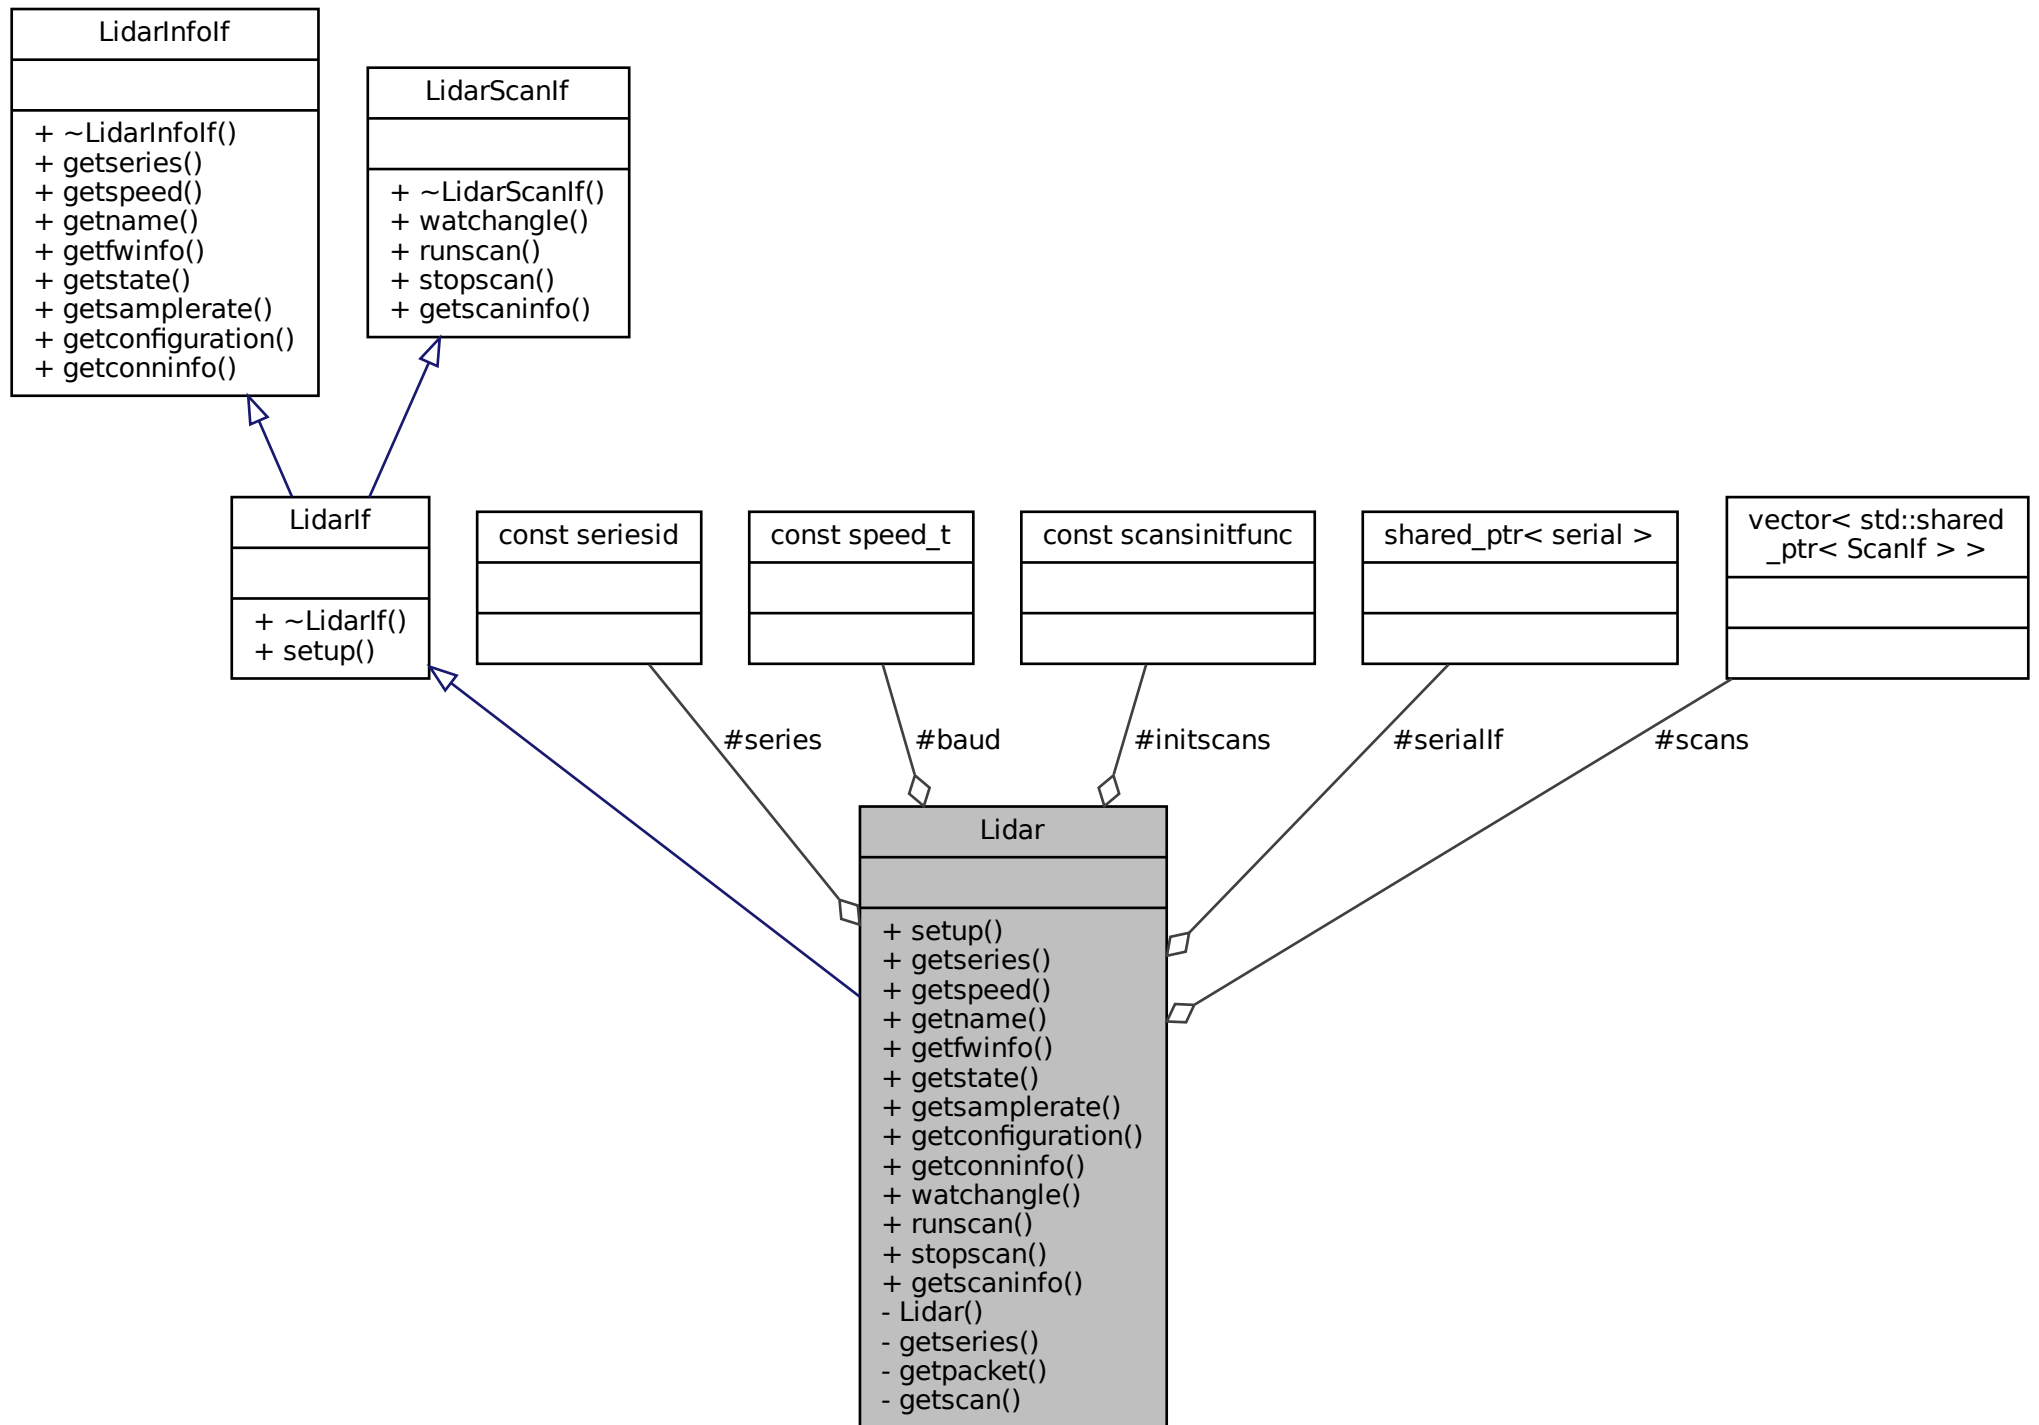 LidarInfoIf
+ ~LidarInfoIf()
+ getseries()
+ getspeed()
+ getname()
+ getfwinfo()
+ getstate()
+ getsamplerate()
+ getconfiguration()
+ getconninfo()
LidarScanIf
+ ~LidarScanIf()
+ watchangle()
+ runscan()
+ stopscan()
+ getscaninfo()
LidarIf
+ ~LidarIf()
+ setup()
const seriesid
const speed_t
const scansinitfunc
shared_ptr< serial >
vector< std::shared
_ptr< ScanIf > >
#series
#baud
#initscans
#serialIf
#scans
Lidar
+ setup()
+ getseries()
+ getspeed()
+ getname()
+ getfwinfo()
+ getstate()
+ getsamplerate()
+ getconfiguration()
+ getconninfo()
+ watchangle()
+ runscan()
+ stopscan()
+ getscaninfo()
- Lidar()
- getseries()
- getpacket()
- getscan()